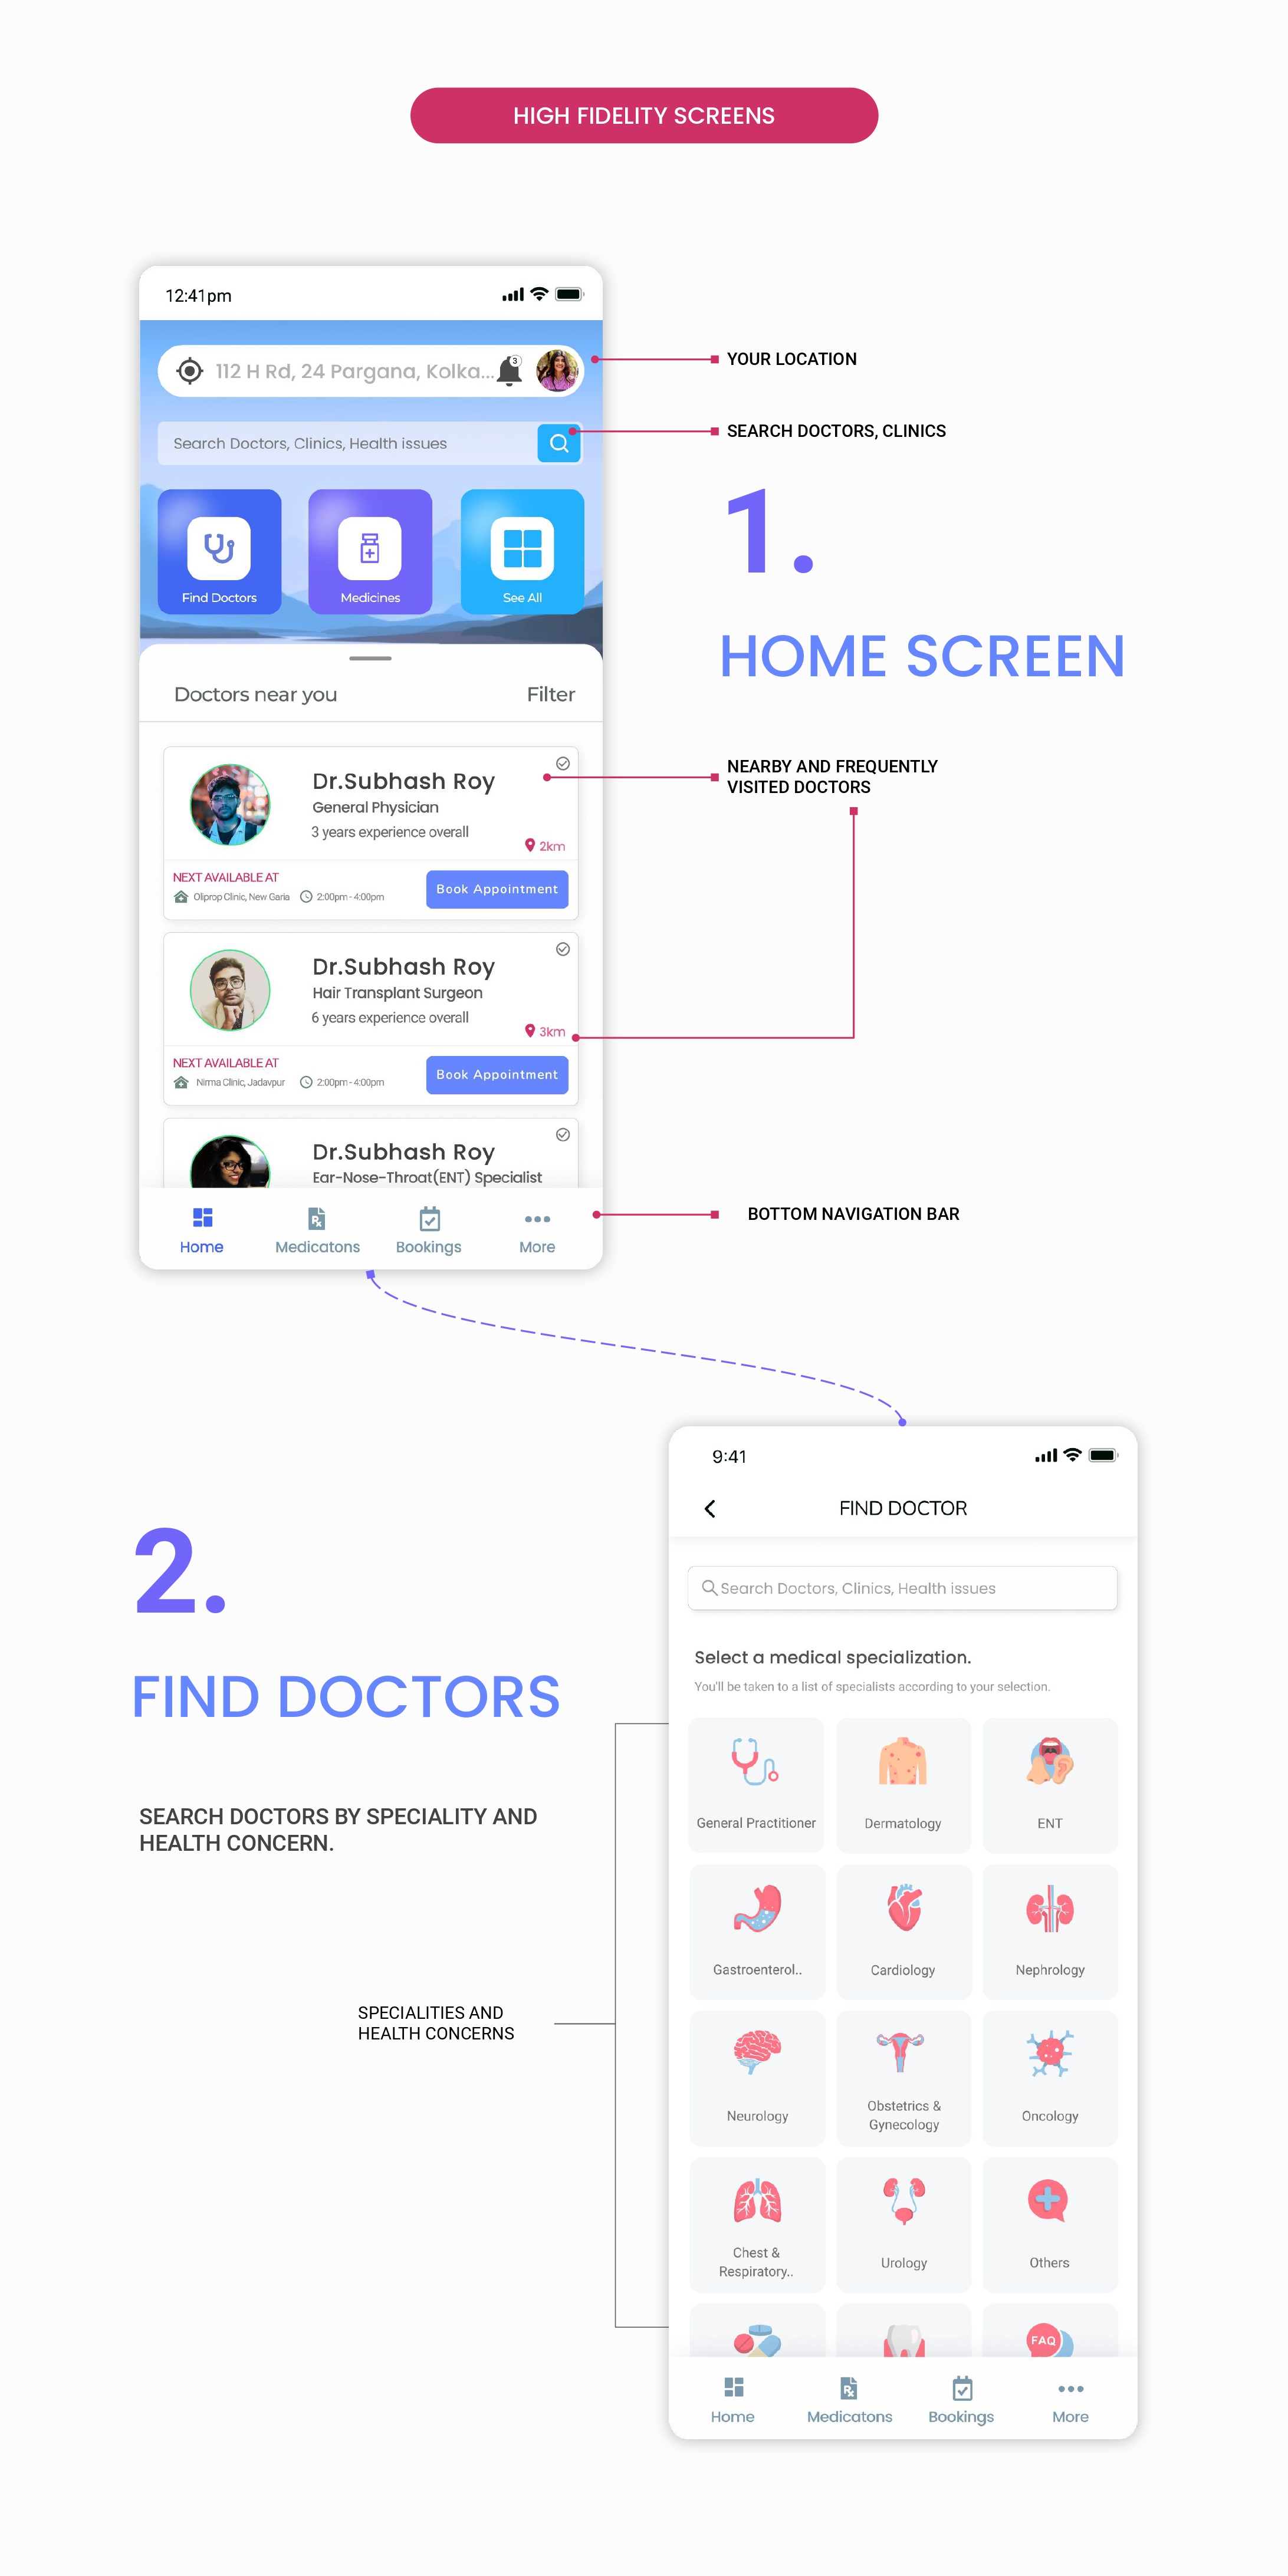 HIGH FIDELITY SCREENS
12:41pm
112 H Rd, 24 Pargana, Kolka...
3
YOUR LOCATION
Search Doctors, Clinics, Health issues
SEARCH DOCTORS, CLINICS
Find Doctors
Medicines
See All
1.
HOME SCREEN
Doctors near you
Filter
NEARBY AND FREQUENTLY
VISITED DOCTORS
Dr.Subhash Roy
General Physician
3 years experience overall
2km
NEXT AVAILABLE AT
Oliprop Clinic, New Garia
2:00pm - 4:00pm
Book Appointment
Dr.Subhash Roy
Hair Transplant Surgeon
6 years experience overall
3km
NEXT AVAILABLE AT
Nirma Clinic, Jadavpur
2:00pm - 4:00pm
Book Appointment
Dr.Subhash Roy
Ear-Nose-Throat(ENT) Specialist
Home
Medicatons
Bookings
More
BOTTOM NAVIGATION BAR
2.
FIND DOCTORS
SEARCH DOCTORS BY SPECIALITY AND
HEALTH CONCERN.
SPECIALITIES AND
HEALTH CONCERNS
9:41
FIND DOCTOR
Search Doctors, Clinics, Health issues
Select a medical specialization.
You'll be taken to a list of specialists according to your selection.
General Practitioner
Dermatology
ENT
Gastroenterol..
Cardiology
Nephrology
Neurology
Obstetrics &
Gynecology
Oncology
Chest &
Respiratory..
Urology
Others
FAQ
Home
Medicatons
Bookings
More